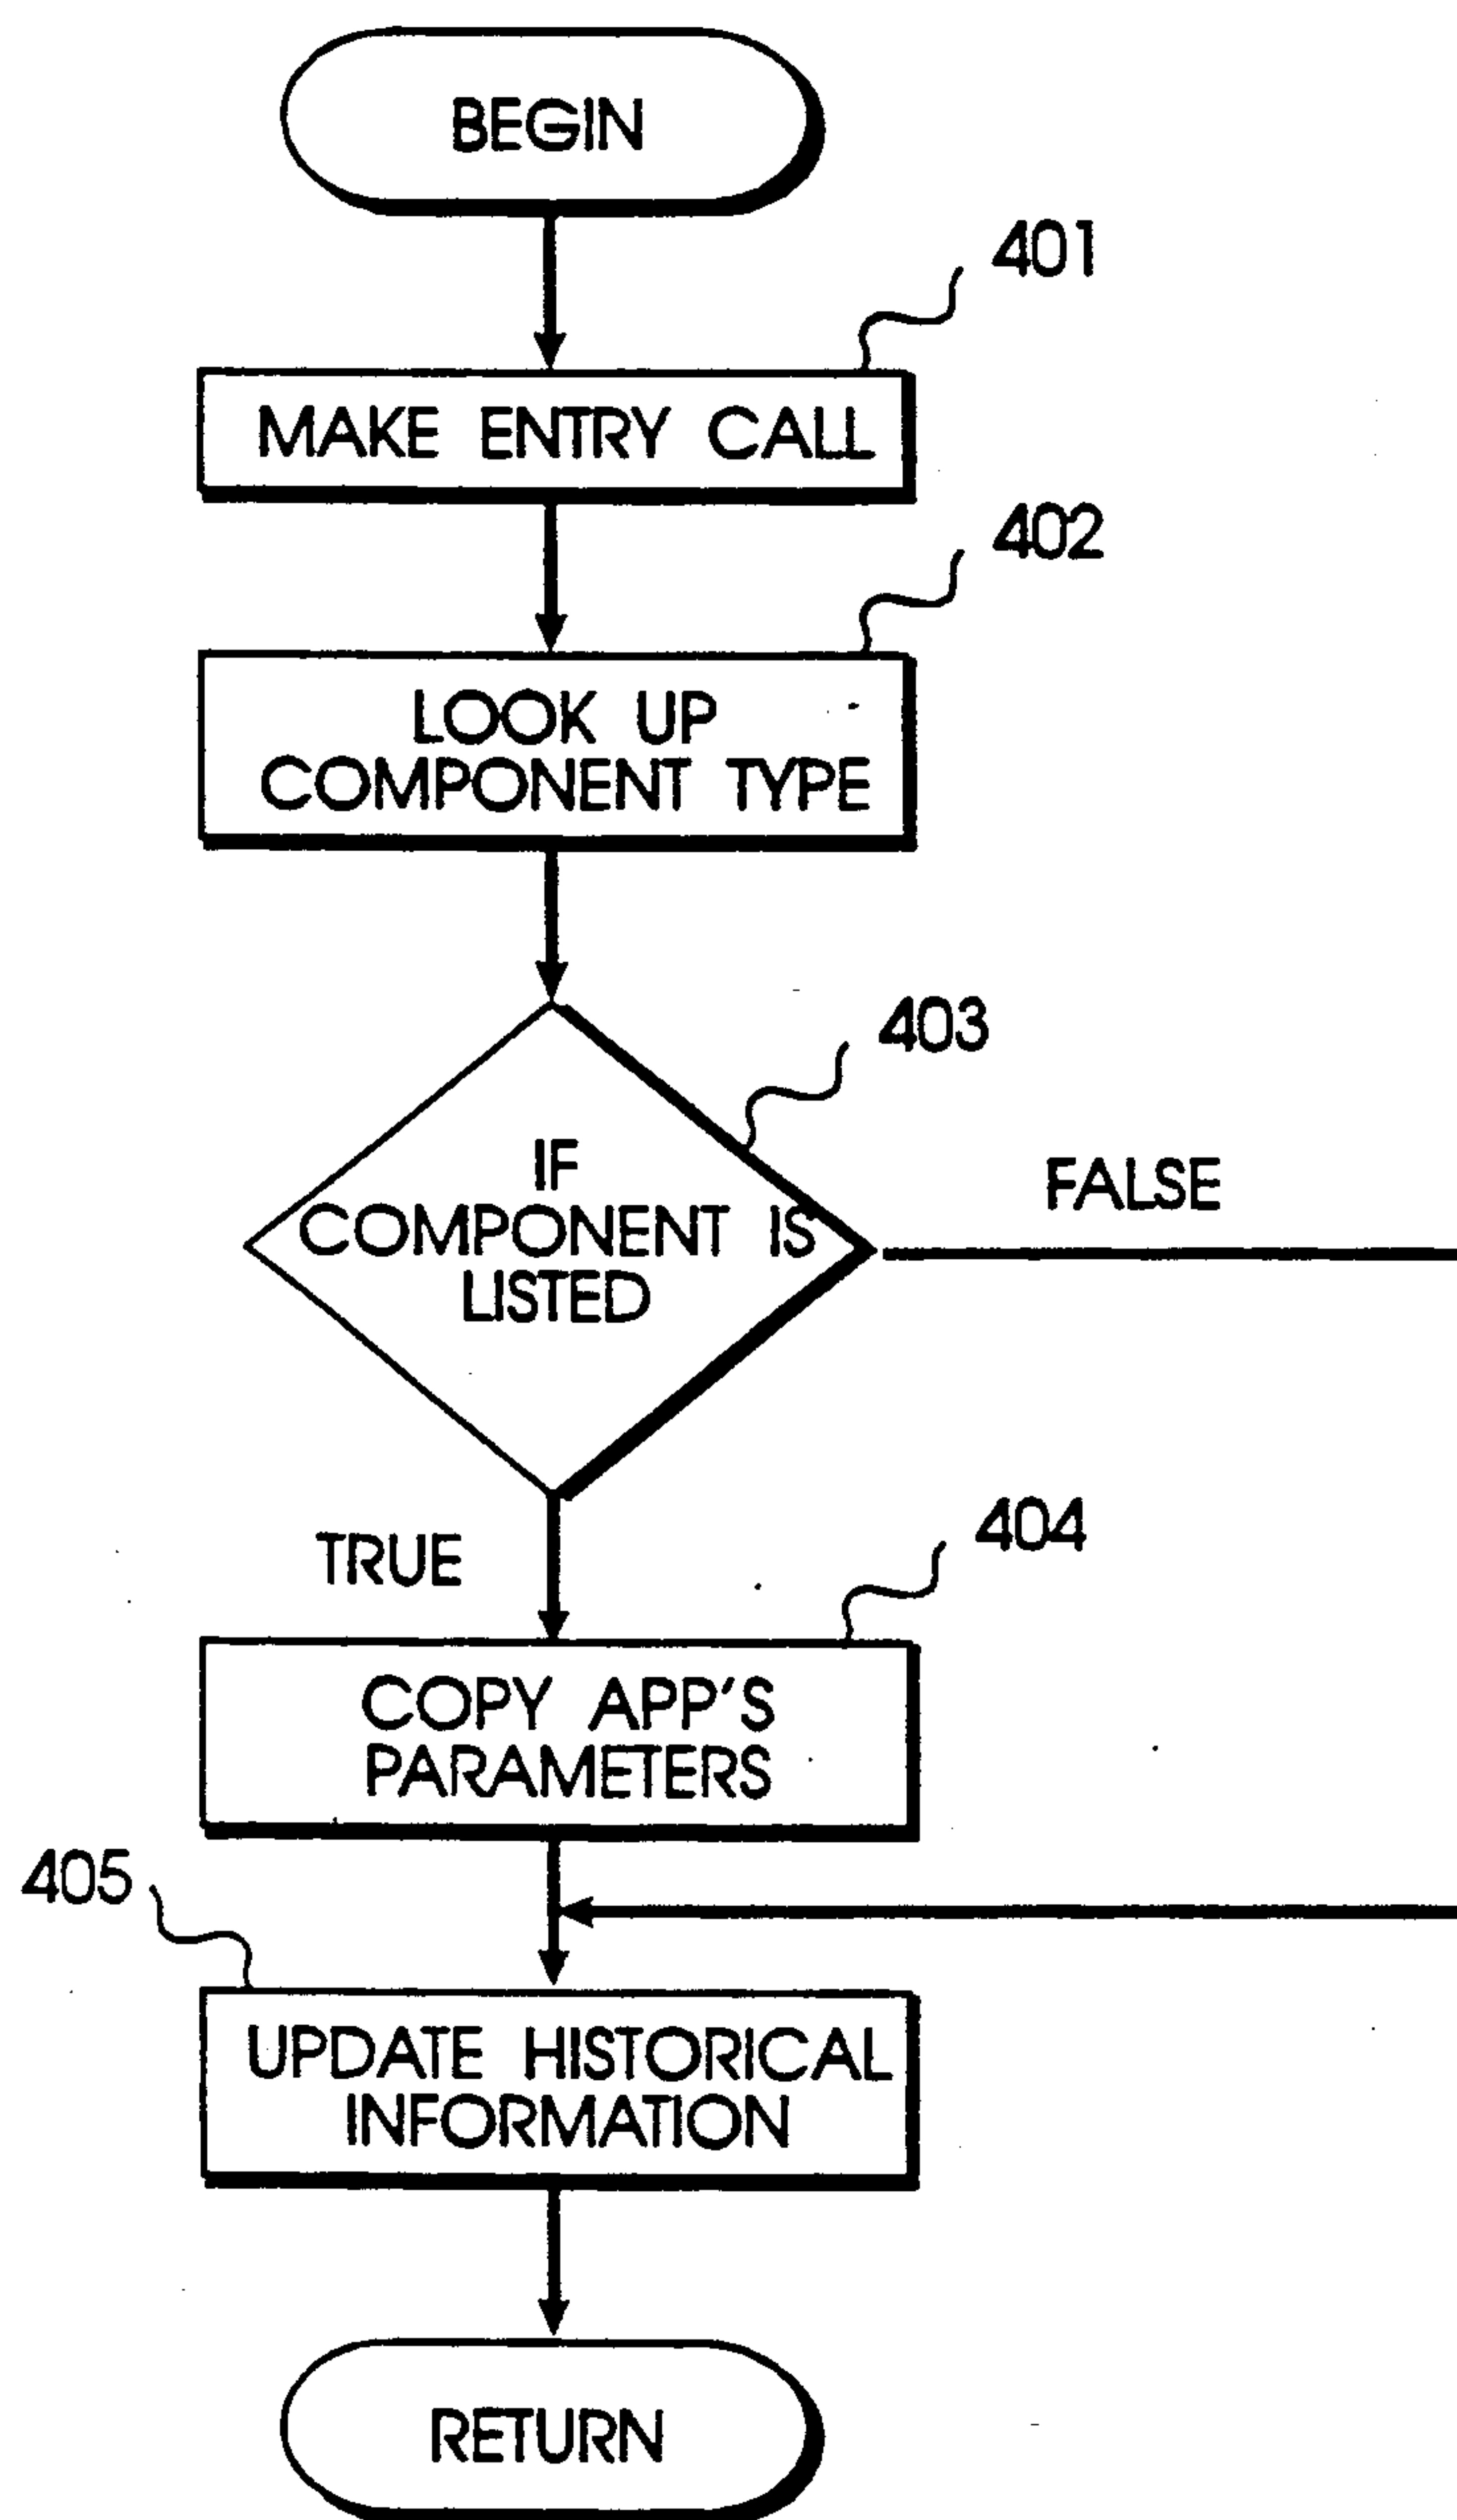 BEGIN
401
MAKE ENTRY CALL
402
LOOK UP
COMPONENT TYPE
403
IF
COMPONENT IS
LISTED
FALSE
TRUE
404
COPY APP'S
PARAMETERS
405
UPDATE HISTORICAL
INFORMATION
RETURN